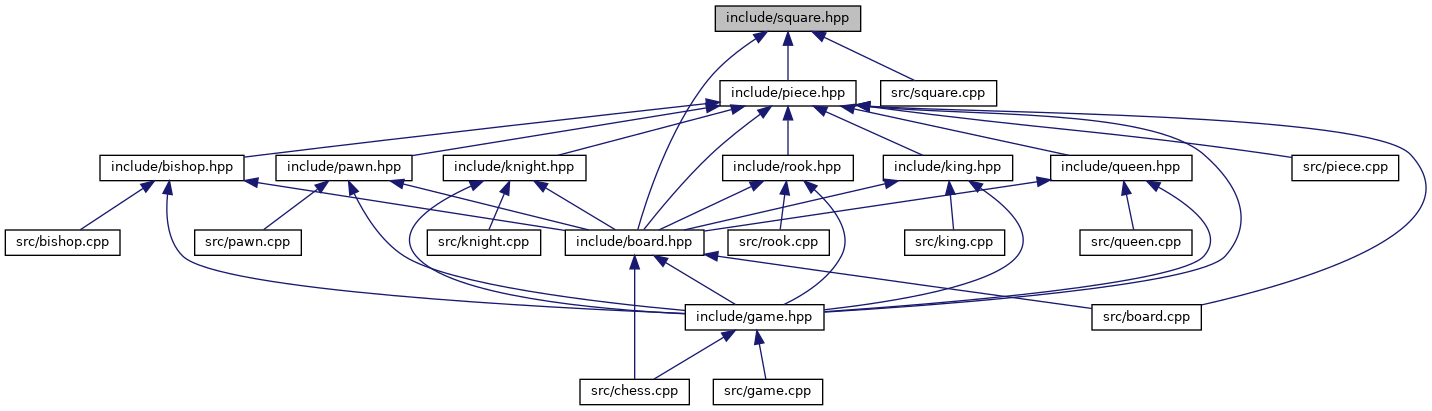 include/square.hpp
include/piece.hpp
src/square.cpp
include/bishop.hpp
include/pawn.hpp
include/knight.hpp
include/rook.hpp
include/king.hpp
include/queen.hpp
src/piece.cpp
src/bishop.cpp
src/pawn.cpp
src/knight.cpp
include/board.hpp
src/rook.cpp
src/king.cpp
src/queen.cpp
include/game.hpp
src/board.cpp
src/chess.cpp
src/game.cpp